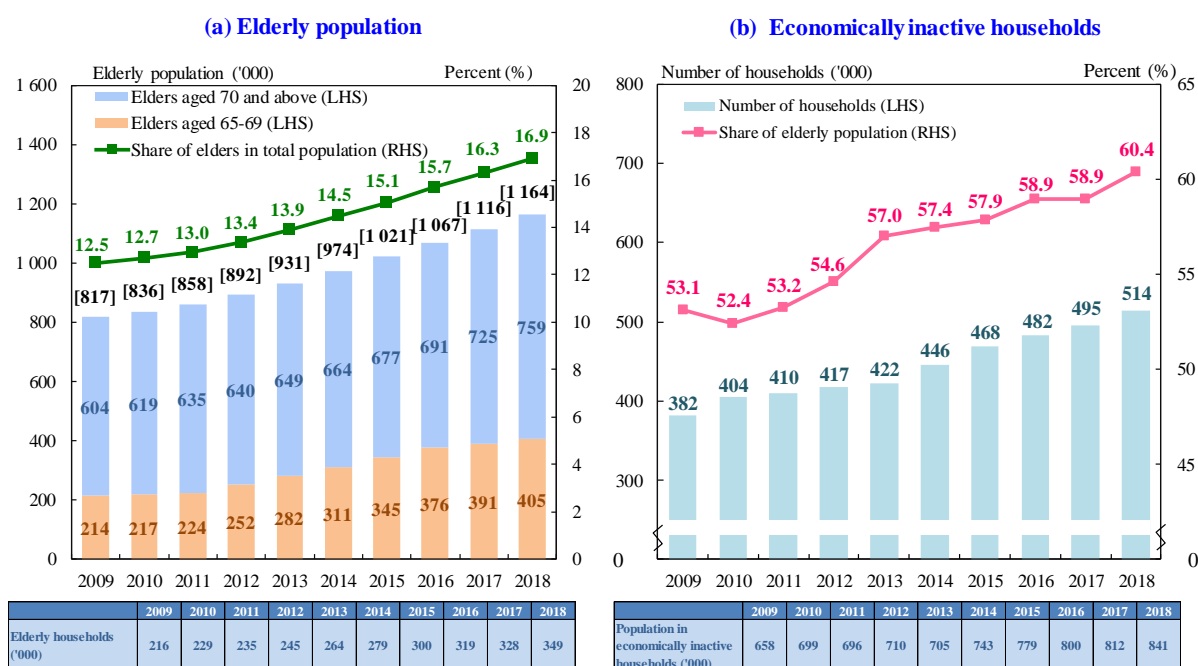 (a) Elderly population
Elderly population ('000)
Percent (%)
Elders aged 70 and above (LHS)
Elders aged 65-69 (LHS)
Share of elders in total population (RHS)
1 600
1 400
1 200
1 000
800
600
400
200
0
20
18
16
14
12
10
8
6
4
2
0
12.5 12.7 13.0 13.4 13.9 14.5 15.1 15.7 16.3 16.9
[817] [836] [858] [892] [931] [974] [1 021] [1 067] [1 116] [1 164]
604 619 635 640 649 664 677 691 725 759
214 217 224 252 282 311 345 376 391 405
2009 2010 2011 2012 2013 2014 2015 2016 2017 2018
2009 2010 2011 2012 2013 2014 2015 2016 2017 2018
Elderly households
('000)
216 229 235 245 264 279 300 319 328 349
(b) Economically inactive households
Number of households ('000)
Percent (%)
Number of households (LHS)
Share of elderly population (RHS)
800
700
600
500
400
300
0
65
60
55
50
45
0
53.1 52.4 53.2 54.6 57.0 57.4 57.9 58.9 58.9 60.4
382 404 410 417 422 446 468 482 495 514
2009 2010 2011 2012 2013 2014 2015 2016 2017 2018
2009 2010 2011 2012 2013 2014 2015 2016 2017 2018
Population in
economically inactive
households ('000)
658 699 696 710 705 743 779 800 812 841